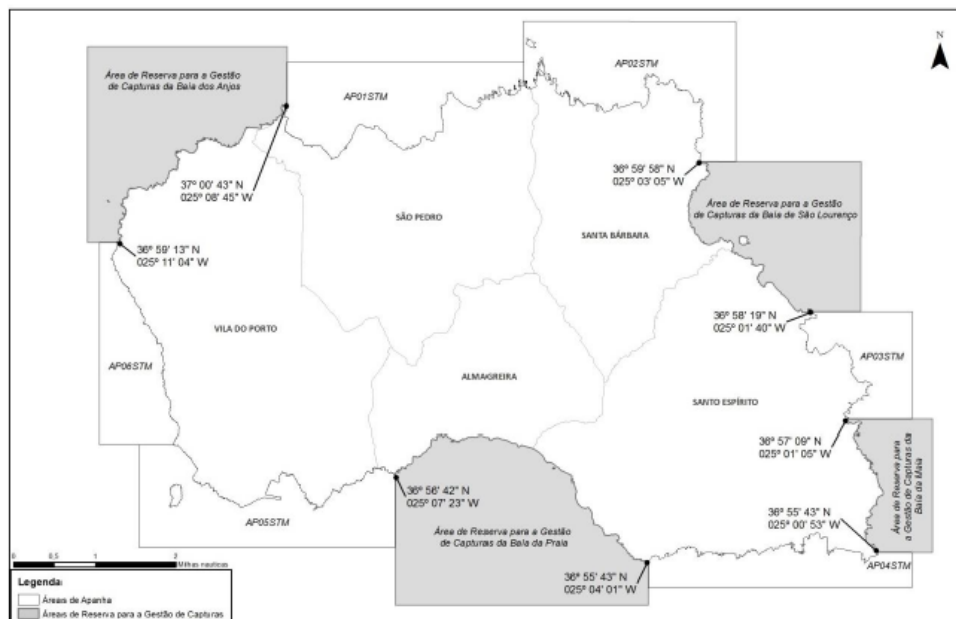 N
Área de Reserva para a Gestão
de Capturas da Baía dos Anjos
AP01STM
AP02STM
37º 00' 43" N
025º 08' 45" W
36º 59' 58" N
025º 03' 05" W
Área de Reserva para a Gestão
de Capturas da Baía de São Lourenço
SÃO PEDRO
SANTA BÁRBARA
36º 59' 13" N
025º 11' 04" W
36º 58' 19" N
025º 01' 40" W
VILA DO PORTO
AP06STM
AP03STM
ALMAGREIRA
SANTO ESPÍRITO
36º 57' 09" N
025º 01' 05" W
Área de Reserva para
a Gestão de Capturas da
Baía da Maia
36º 56' 42" N
025º 07' 23" W
36º 55' 43" N
025º 00' 53" W
AP05STM
Área de Reserva para a Gestão
de Capturas da Baía da Praia
AP04STM
36º 55' 43" N
025º 04' 01" W
0 0,5 1 2
Milhas nauticas
Legenda:
Áreais de Apanha
Áreais de Reserva para a Gestão de Capturas